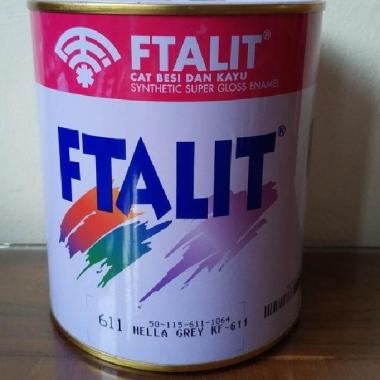 FTALIT®
CAT BESI DAN KAYU
SYNTHETIC SUPER GLOSS ENAMEL
FTALIT®
50-115-611-1064
611 HELLA GREY KF-611